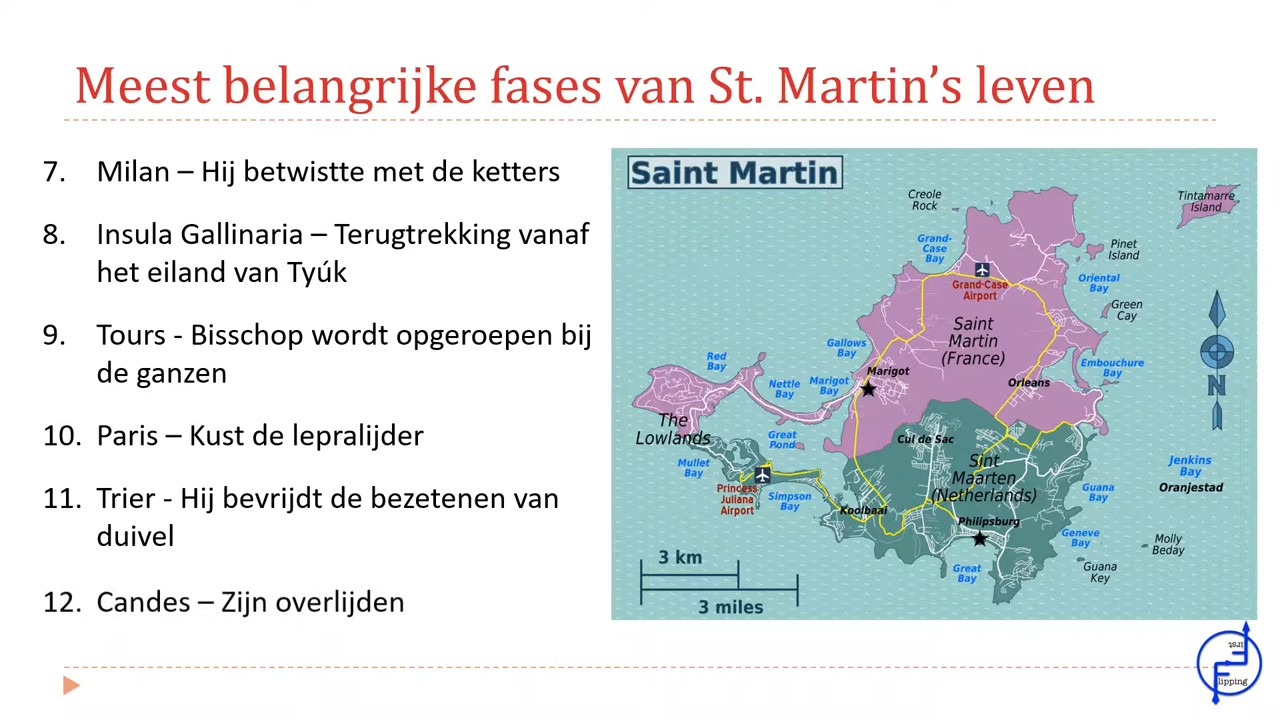 Meest belangrijke fases van St. Martin’s leven
7. Milan – Hij betwistte met de ketters
8. Insula Gallinaria – Terugtrekking vanaf
het eiland van Tyúk
9. Tours - Bisschop wordt opgeroepen bij
de ganzen
10. Paris – Kust de lepralijder
11. Trier - Hij bevrijdt de bezetenen van
duivel
12. Candes – Zijn overlijden
Saint Martin
Creole
Rock
Tintamarre
Island
Grand-
Case
Bay
Pinet
Island
Grand-Case
Airport
Oriental
Bay
Green
Cay
Saint
Martin
(France)
Gallows
Bay
Red
Bay
Embouchure
Bay
Marigot
Nettle
Bay
Marigot
Bay
Orleans
N
The
Lowlands
Great
Pond
Cul de Sac
Mullet
Bay
Sint
Maarten
(Netherlands)
Jenkins
Bay
Oranjestad
Princess
Juliana
Airport
Simpson
Bay
Guana
Bay
Koolbaai
Philipsburg
Geneve
Bay
Molly
Beday
Great
Bay
Guana
Key
3 km
3 miles
irst
lipping